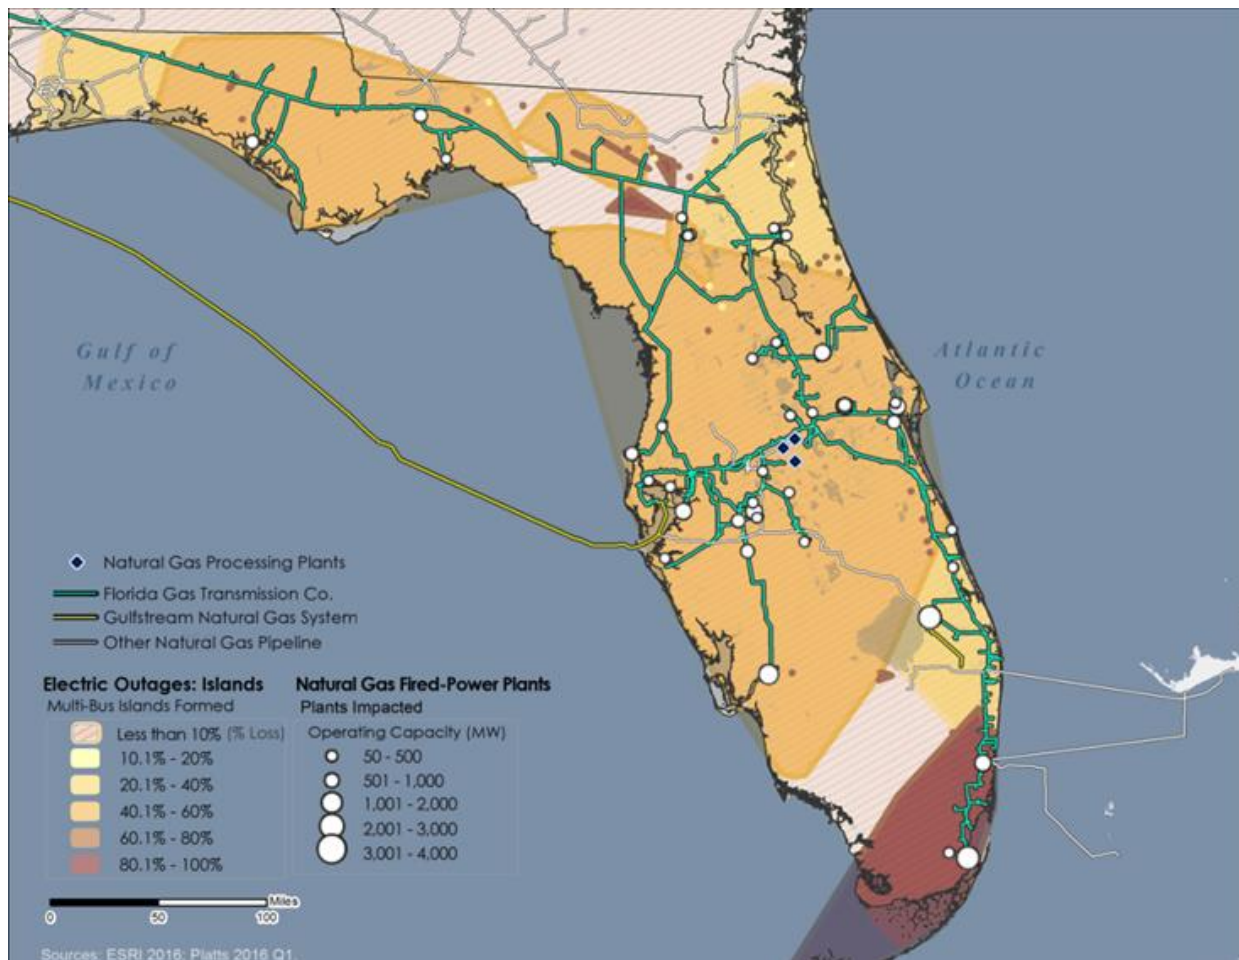 Gulf of
Mexico
Atlantic
Ocean
Natural Gas Processing Plants
Florida Gas Transmission Co.
Gulfstream Natural Gas System
Other Natural Gas Pipeline
Electric Outages: Islands
Multi-Bus Islands Formed
Less than 10% (% Loss)
10.1% - 20%
20.1% - 40%
40.1% - 60%
60.1% - 80%
80.1% - 100%
Natural Gas Fired-Power Plants
Plants Impacted
Operating Capacity (MW)
50 - 500
501 - 1,000
1,001 - 2,000
2,001 - 3,000
3,001 - 4,000
Miles
0 50 100
Sources: ESRI 2016; Platts 2016 Q1.